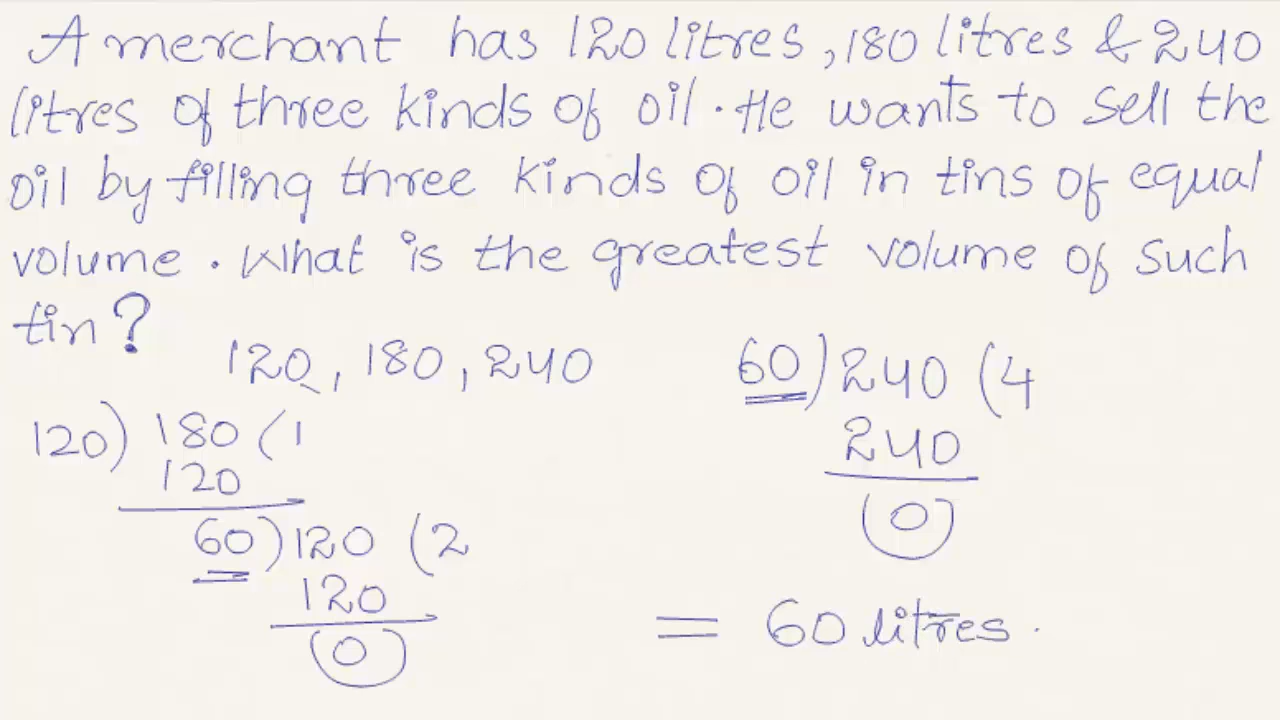 A merchant has 120 litres, 180 litres & 240
litres of three kinds of oil. He wants to sell the
oil by filling three kinds of oil in tins of equal
volume. What is the greatest volume of such
tin?
120, 180, 240
120) 180 (1
120
60) 120 (2
120
(0)
60) 240 (4
240
(0)
= 60 litres.